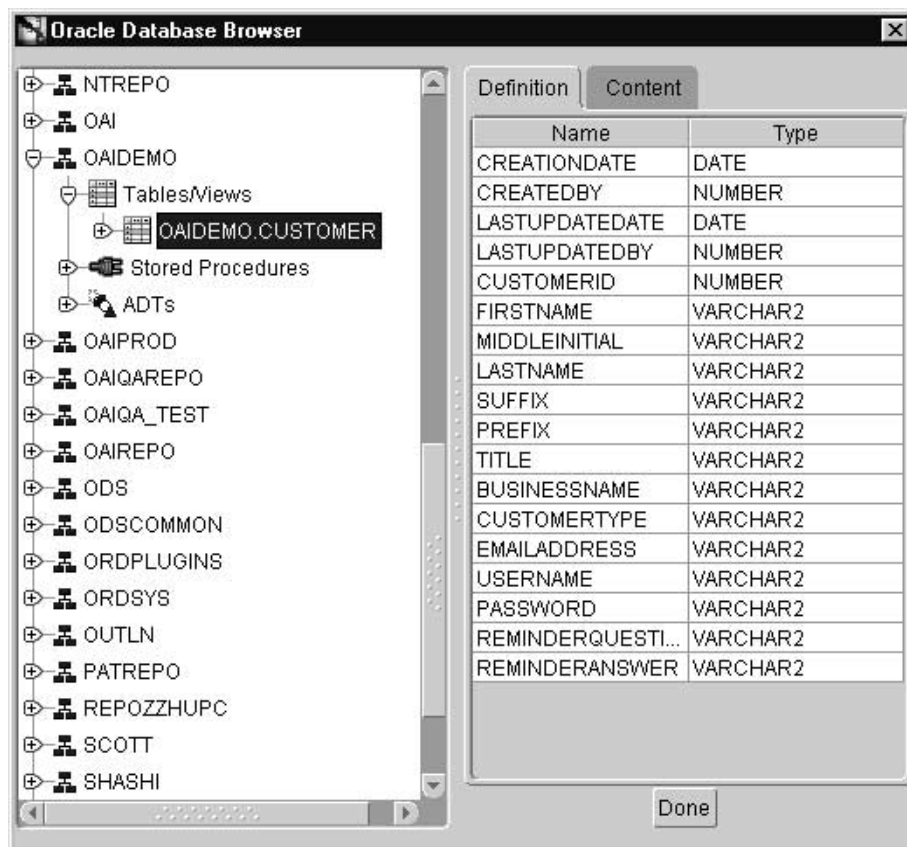 Oracle Database Browser
NTREPO
OAI
OAIDEMO
Tables/Views
OAIDEMO.CUSTOMER
Stored Procedures
ADTs
OAIPROD
OAIQAREPO
OAIQA_TEST
OAIREPO
ODS
ODSCOMMON
ORDPLUGINS
ORDSYS
OUTLN
PATREPO
REPOZZHUPC
SCOTT
SHASHI
Definition Content
Name Type
CREATIONDATE DATE
CREATEDBY NUMBER
LASTUPDATEDATE DATE
LASTUPDATEDBY NUMBER
CUSTOMERID NUMBER
FIRSTNAME VARCHAR2
MIDDLEINITIAL VARCHAR2
LASTNAME VARCHAR2
SUFFIX VARCHAR2
PREFIX VARCHAR2
TITLE VARCHAR2
BUSINESSNAME VARCHAR2
CUSTOMERTYPE VARCHAR2
EMAILADDRESS VARCHAR2
USERNAME VARCHAR2
PASSWORD VARCHAR2
REMINDERQUESTI... VARCHAR2
REMINDERANSWER VARCHAR2
Done